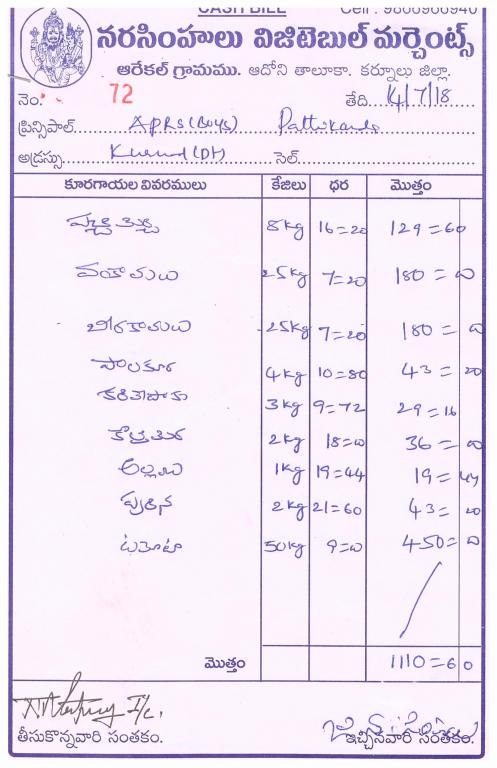 CASH BILL Cell : 9866906940
నరసింహలు విజిటెబుల్ మర్చెంట్స్
ఆరేకల్ గ్రామము. ఆదోని తాలూకా. కర్నూలు జిల్లా.
నెం. 72 తేది. 14/7/18
ప్రిన్సిపాల్ APRS(Boys) Pattikonda
అడ్రస్సు Kurnool(DT) సెల్
కూరగాయల వివరములు కేజీలు ధర మొత్తం
పచ్చిమిర్చి 8kg 16=20 129=60
వంకాయలు 25kg 7=20 180=00
బీరకాయలు 25kg 7=20 180=00
పాలకూర 4kg 10=80 43=20
కరివేపాకు 3kg 9=72 29=16
కొత్తిమీర 2kg 18=00 36=00
అల్లము 1kg 19=44 19=44
పుదీన 2kg 21=60 43=20
టమోటా 50kg 9=00 450=00
మొత్తం 1110=60
I/c.
తీసుకొన్నవారి సంతకం. ఇచ్చినవారి సంతకం.